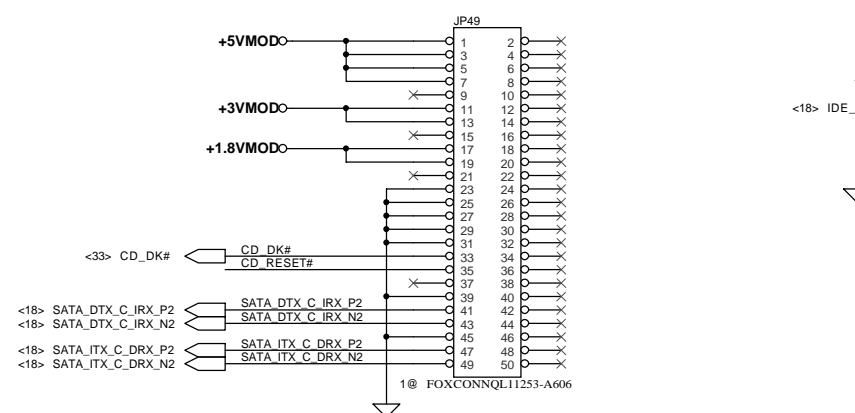 JP49
+5VMOD 1 2
3 4
5 6
7 8
9 10
+3VMOD 11 12
13 14
15 16
+1.8VMOD 17 18
19 20
21 22
23 24
25 26
27 28
29 30
31 32
<33> CD_DK# CD_DK# 33 34
CD_RESET# 35 36
37 38
39 40
<18> SATA_DTX_C_IRX_P2 SATA_DTX_C_IRX_P2 41 42
<18> SATA_DTX_C_IRX_N2 SATA_DTX_C_IRX_N2 43 44
45 46
<18> SATA_ITX_C_DRX_P2 SATA_ITX_C_DRX_P2 47 48
<18> SATA_ITX_C_DRX_N2 SATA_ITX_C_DRX_N2 49 50
1@ FOXCONNQL11253-A606
<18> IDE_